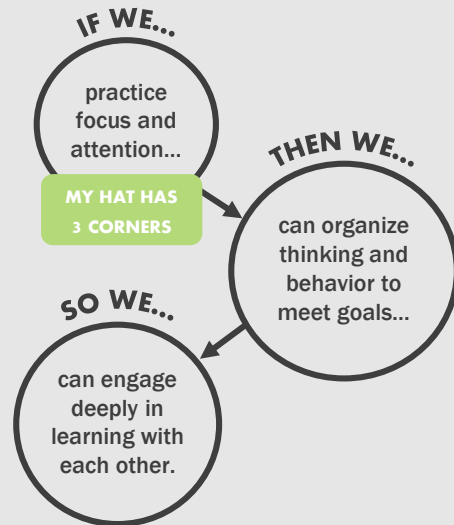 IF WE...
practice
focus and
attention...
MY HAT HAS
3 CORNERS
THEN WE...
can organize
thinking and
behavior to
meet goals...
SO WE...
can engage
deeply in
learning with
each other.